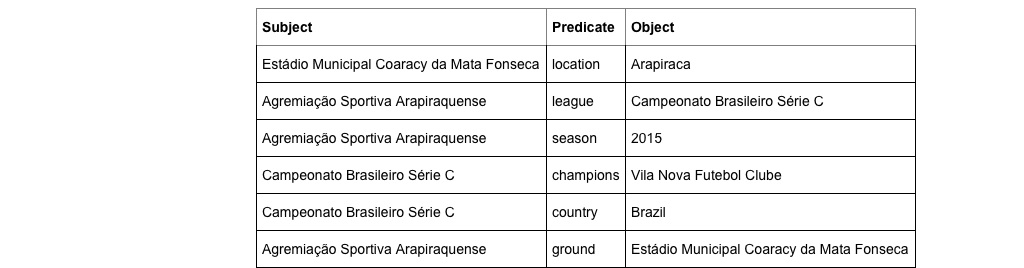 Subject Predicate Object
Estádio Municipal Coaracy da Mata Fonseca location Arapiraca
Agremiação Sportiva Arapiraquense league Campeonato Brasileiro Série C
Agremiação Sportiva Arapiraquense season 2015
Campeonato Brasileiro Série C champions Vila Nova Futebol Clube
Campeonato Brasileiro Série C country Brazil
Agremiação Sportiva Arapiraquense ground Estádio Municipal Coaracy da Mata Fonseca